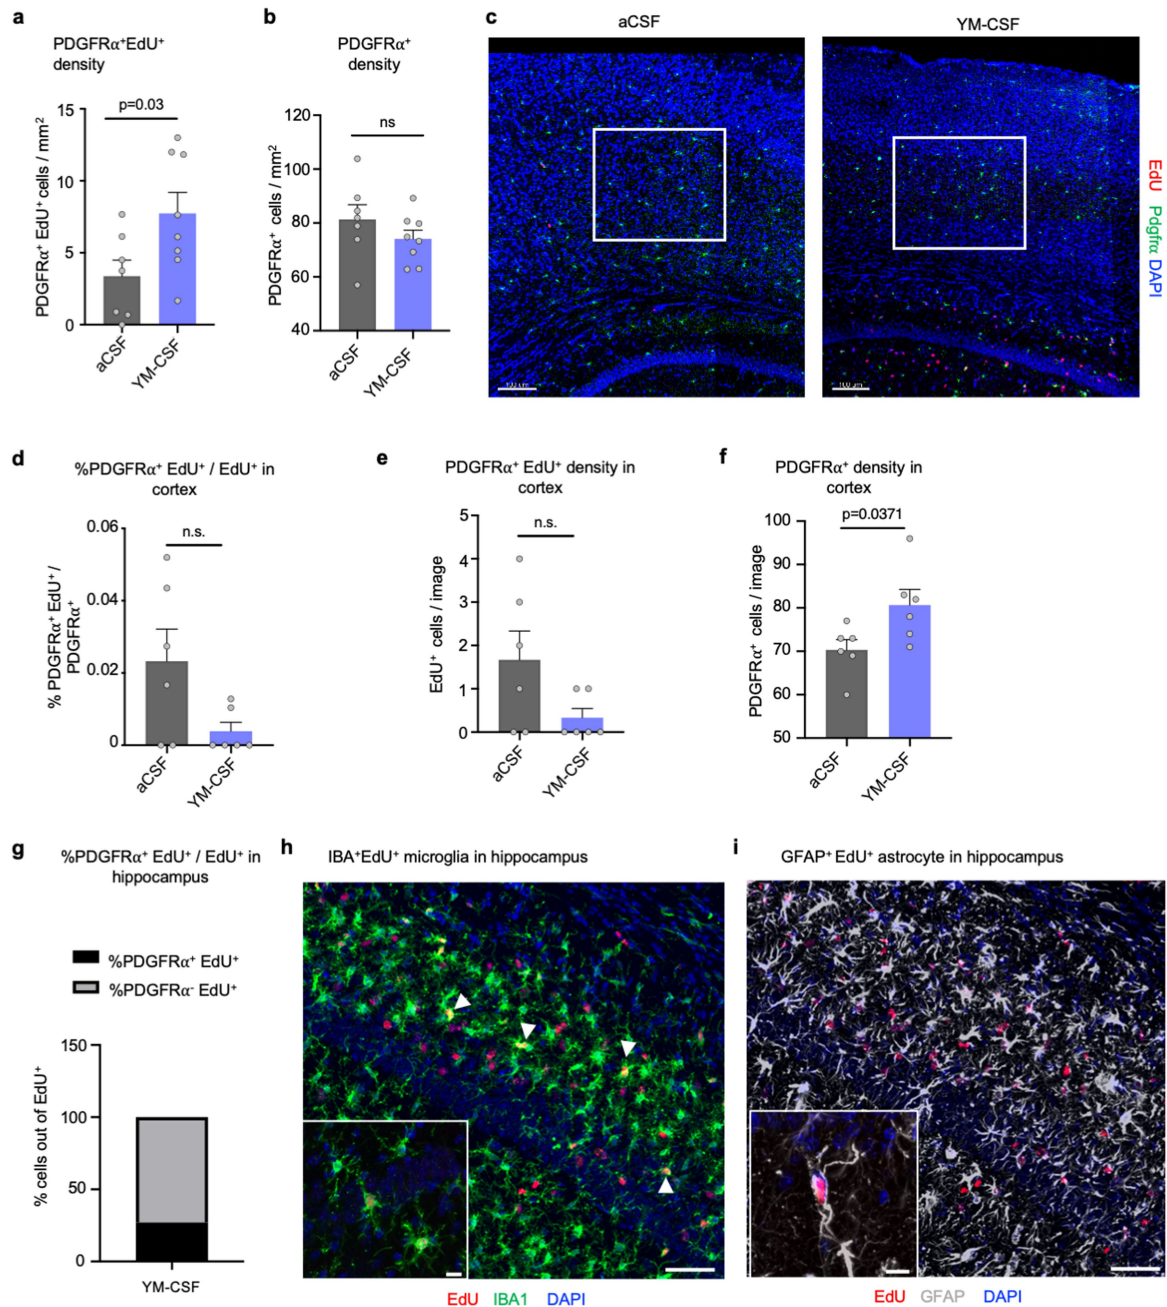 a
PDGFRα⁺EdU⁺
density
PDGFRα⁺ EdU⁺ cells / mm²
15
10
5
0
p=0.03
aCSF
YM-CSF
b
PDGFRα⁺
density
PDGFRα⁺ cells / mm²
120
100
80
60
40
ns
aCSF
YM-CSF
c
aCSF
YM-CSF
100 µm
100 µm
EdU Pdgfrα DAPI
d
%PDGFRα⁺ EdU⁺ / EdU⁺ in
cortex
% PDGFRα⁺ EdU⁺ /
PDGFRα⁺
0.06
0.04
0.02
0
n.s.
aCSF
YM-CSF
e
PDGFRα⁺ EdU⁺ density in
cortex
EdU⁺ cells / image
5
4
3
2
1
0
n.s.
aCSF
YM-CSF
f
PDGFRα⁺ density in
cortex
PDGFRα⁺ cells / image
100
90
80
70
60
50
p=0.0371
aCSF
YM-CSF
g
%PDGFRα⁺ EdU⁺ / EdU⁺ in
hippocampus
%PDGFRα⁺ EdU⁺
%PDGFRα⁻ EdU⁺
% cells out of EdU⁺
150
100
50
0
YM-CSF
h
IBA⁺EdU⁺ microglia in hippocampus
EdU IBA1 DAPI
i
GFAP⁺ EdU⁺ astrocyte in hippocampus
EdU GFAP DAPI